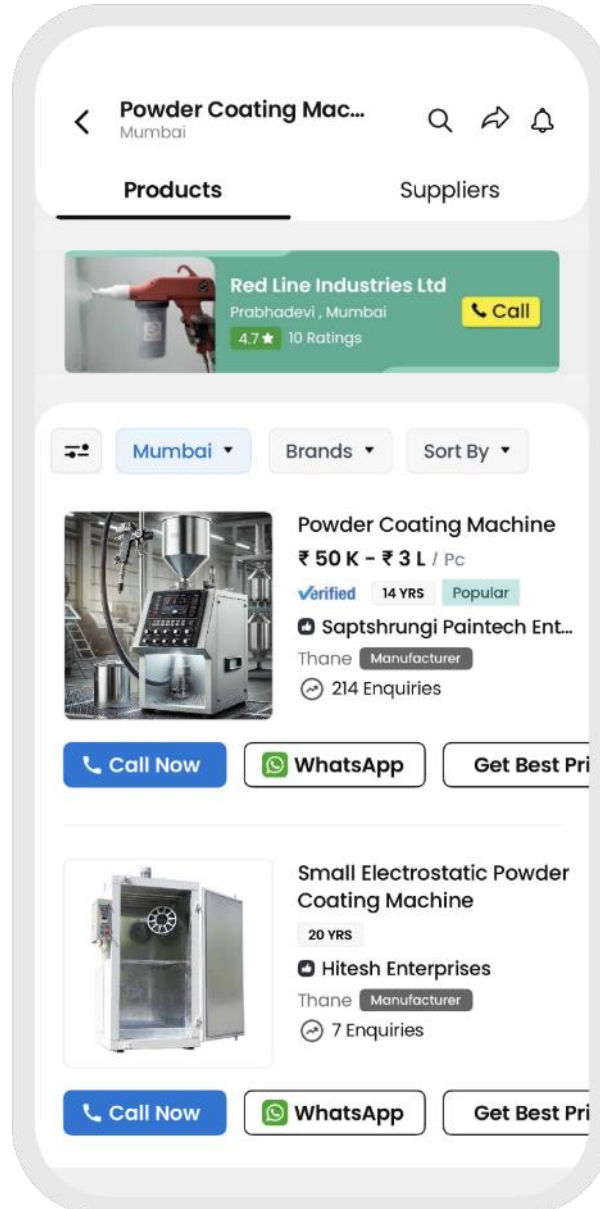 Powder Coating Mac...
Mumbai
Products
Suppliers
Red Line Industries Ltd
Prabhadevi , Mumbai
4.7★ 10 Ratings
Call
Mumbai ▾ Brands ▾ Sort By ▾
Powder Coating Machine
₹ 50 K – ₹ 3 L / Pc
Verified 14 YRS Popular
Saptshrungi Paintech Ent...
Thane Manufacturer
214 Enquiries
Call Now WhatsApp Get Best Pri
Small Electrostatic Powder
Coating Machine
20 YRS
Hitesh Enterprises
Thane Manufacturer
7 Enquiries
Call Now WhatsApp Get Best Pri